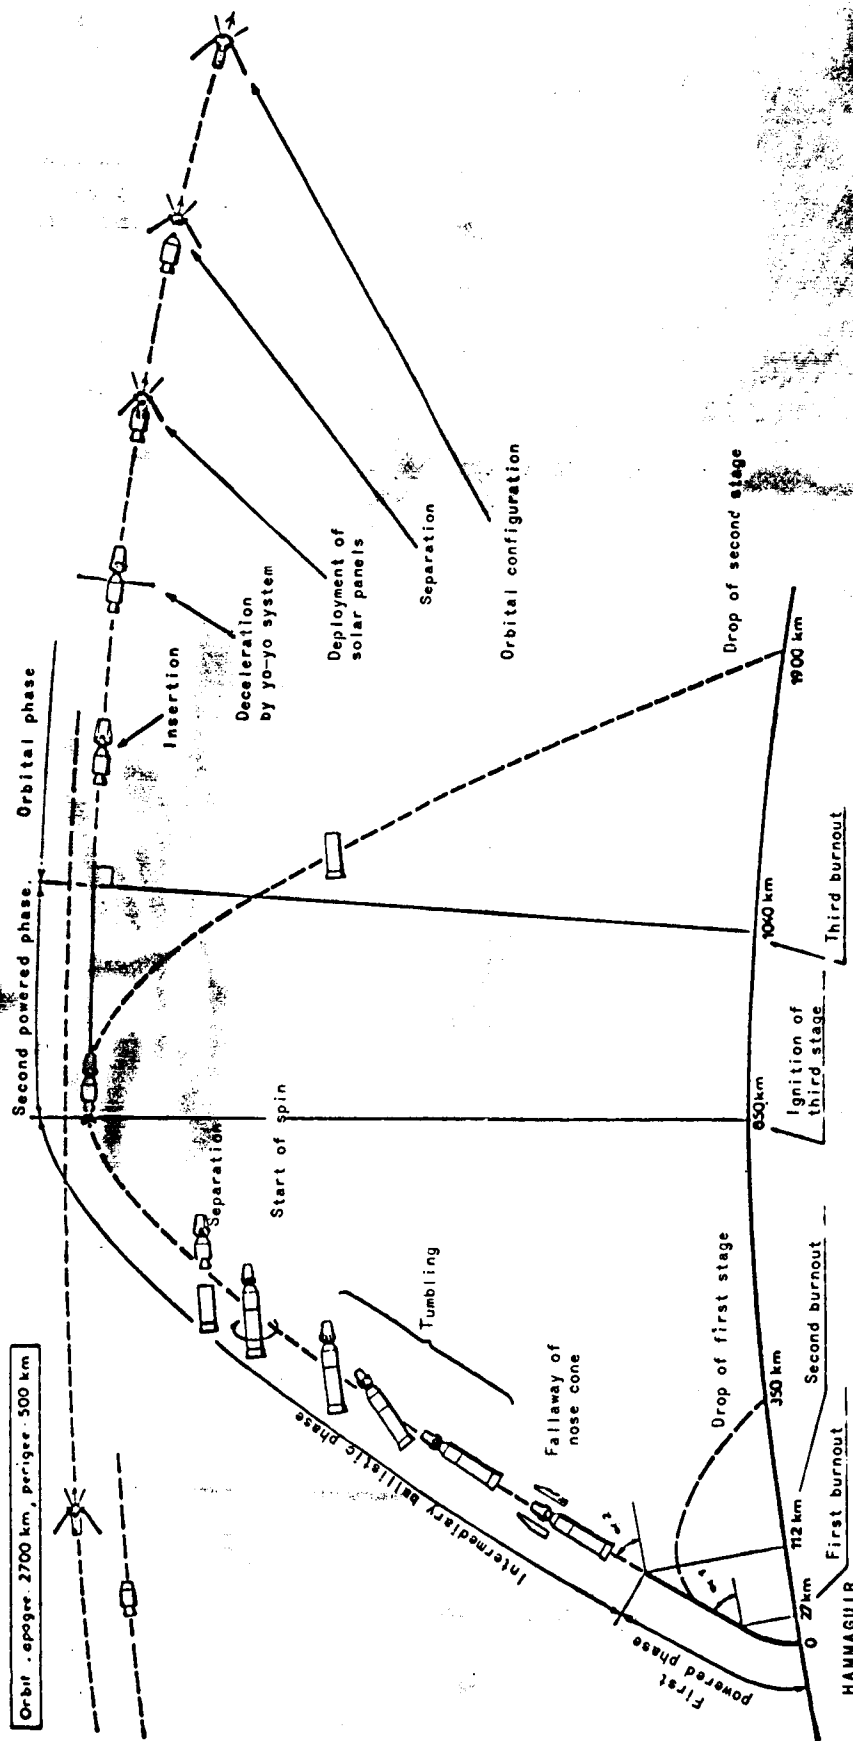 Orbit . apogee 2700 km, perigee 500 km
Second powered phase.
Orbital phase
Intermediary ballistic phase
First
powered phase
Separation
Start of spin
Tumbling
Fallaway of
nose cone
Insertion
Deceleration
by yo-yo system
Deployment of
solar panels
Separation
Orbital configuration
Drop of first stage
Drop of second stage
0
27 km
112 km
350 km
650 km
1040 km
1900 km
First burnout
Second burnout
Ignition of
third stage
Third burnout
HAMMAGUIR